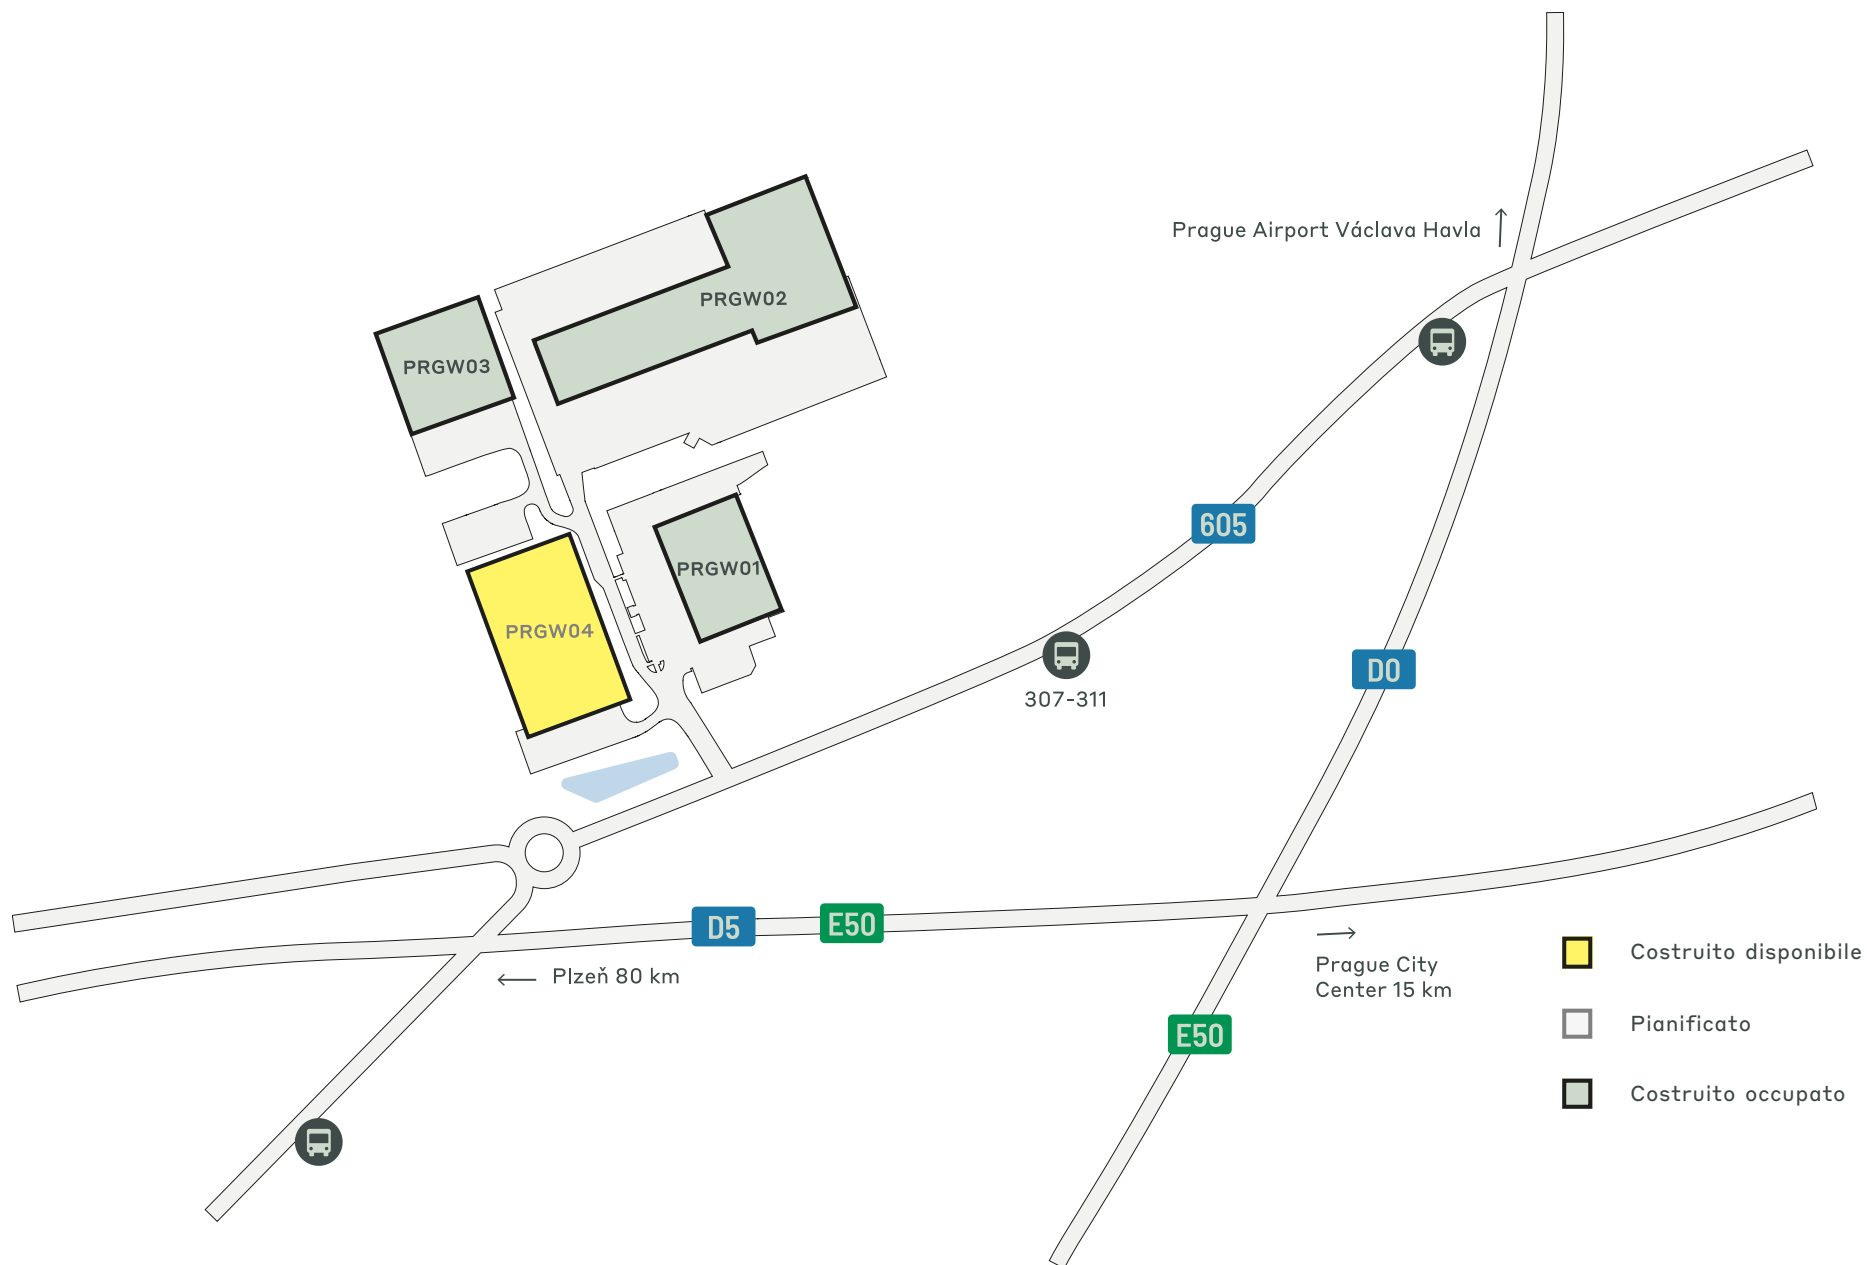 Prague Airport Václava Havla
PRGW02
PRGW03
605
PRGW01
PRGW04
D0
307-311
D5
E50
Plzeň 80 km
Prague City
Center 15 km
E50
Costruito disponibile
Pianificato
Costruito occupato